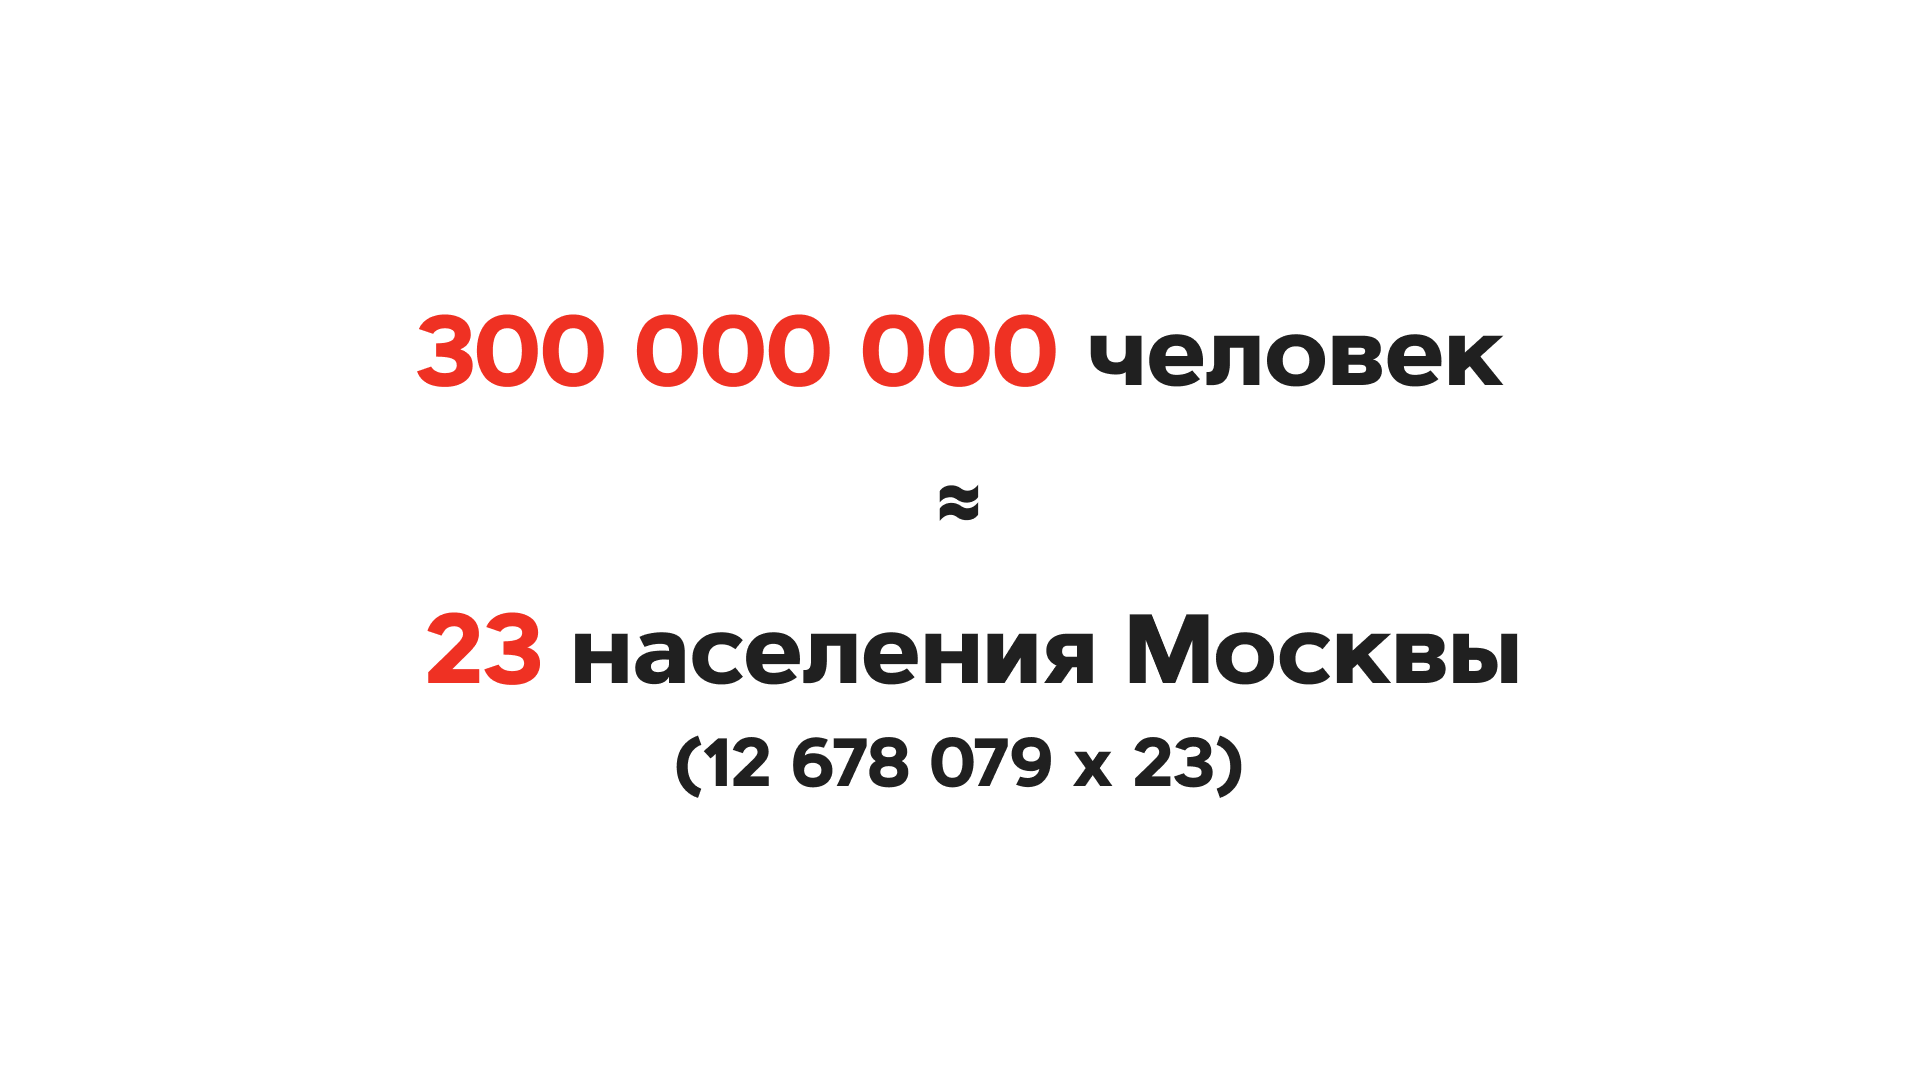 300 000 000 человек
≈
23 населения Москвы
(12 678 079 х 23)